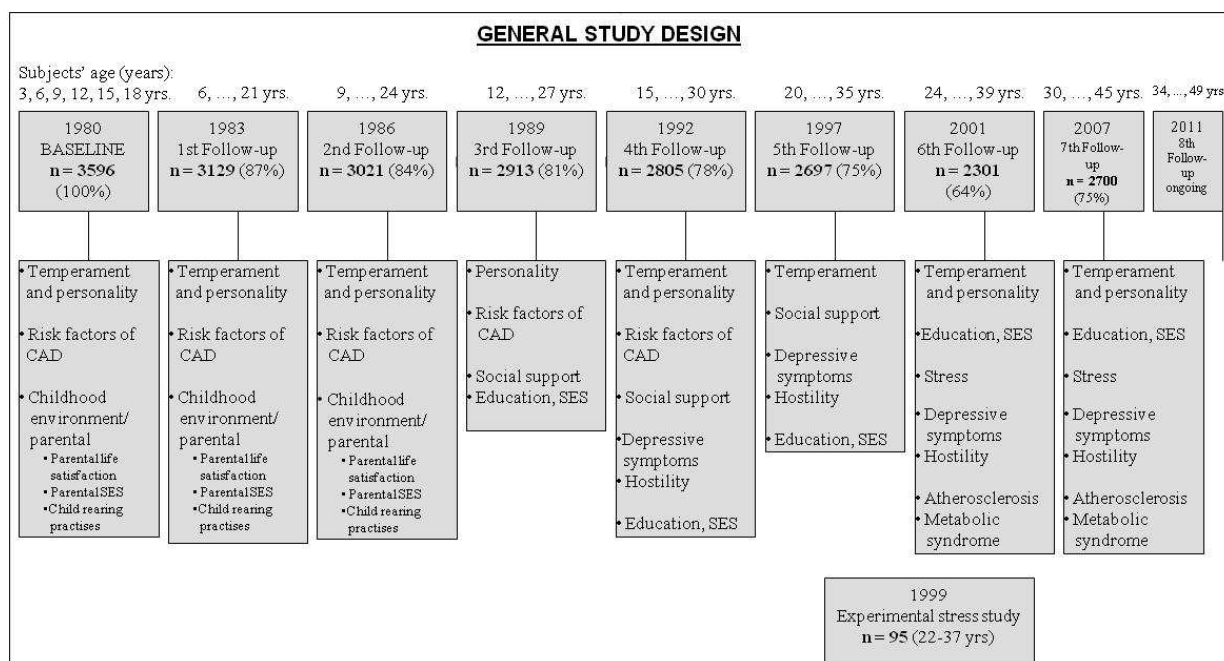 GENERAL STUDY DESIGN
Subjects' age (years):
3, 6, 9, 12, 15, 18 yrs.
6, ..., 21 yrs.
9, ..., 24 yrs.
12, ..., 27 yrs.
15, ..., 30 yrs.
20, ..., 35 yrs.
24, ..., 39 yrs.
30, ..., 45 yrs.
34, ..., 49 yrs
1980
BASELINE
n = 3596
(100%)
1983
1st Follow-up
n = 3129 (87%)
1986
2nd Follow-up
n = 3021 (84%)
1989
3rd Follow-up
n = 2913 (81%)
1992
4th Follow-up
n = 2805 (78%)
1997
5th Follow-up
n = 2697 (75%)
2001
6th Follow-up
n = 2301
(64%)
2007
7th Follow-
up
n = 2700
(75%)
2011
8th
Follow-
up
ongoing
• Temperament
and personality
• Risk factors of
CAD
• Childhood
environment/
parental
• Parental life
satisfaction
• Parental SES
• Child rearing
practises
• Temperament
and personality
• Risk factors of
CAD
• Childhood
environment/
parental
• Parental life
satisfaction
• Parental SES
• Child rearing
practises
• Temperament
and personality
• Risk factors of
CAD
• Childhood
environment/
parental
• Parental life
satisfaction
• Parental SES
• Child rearing
practises
• Personality
• Risk factors of
CAD
• Social support
• Education, SES
• Temperament
and personality
• Risk factors of
CAD
• Social support
• Depressive
symptoms
• Hostility
• Education, SES
• Temperament
• Social support
• Depressive
symptoms
• Hostility
• Education, SES
• Temperament
and personality
• Education, SES
• Stress
• Depressive
symptoms
• Hostility
• Atherosclerosis
• Metabolic
syndrome
• Temperament
and personality
• Education, SES
• Stress
• Depressive
symptoms
• Hostility
• Atherosclerosis
• Metabolic
syndrome
1999
Experimental stress study
n = 95 (22-37 yrs)